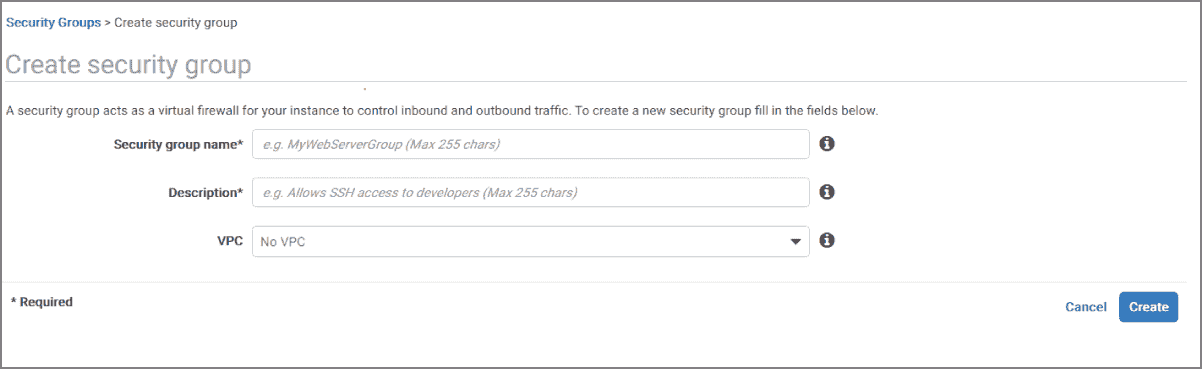 Security Groups > Create security group
Create security group
A security group acts as a virtual firewall for your instance to control inbound and outbound traffic. To create a new security group fill in the fields below.
Security group name* e.g. MyWebServerGroup (Max 255 chars)
Description* e.g. Allows SSH access to developers (Max 255 chars)
VPC No VPC
* Required Cancel Create